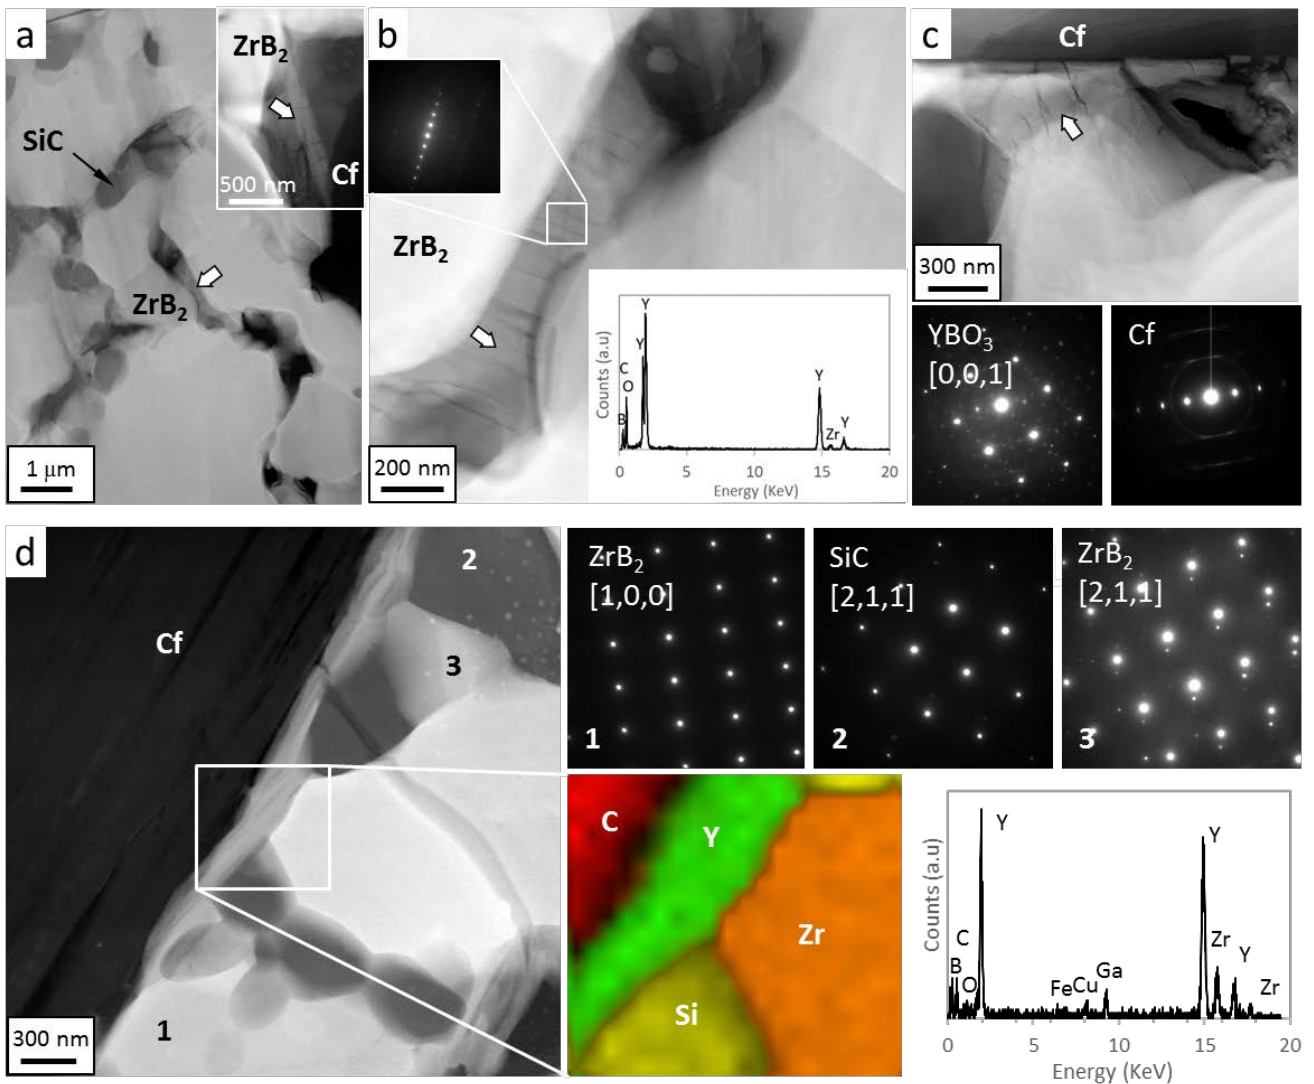 a
ZrB2
SiC
Cf
500 nm
ZrB2
1 µm
b
ZrB2
200 nm
Counts (a.u)
Y
Y
C
O
B
Y
Zr
Y
0
5
10
15
20
Energy (KeV)
c
Cf
300 nm
YBO3
[0,0,1]
Cf
d
Cf
2
3
1
300 nm
ZrB2
[1,0,0]
1
SiC
[2,1,1]
2
ZrB2
[2,1,1]
3
C
Y
Zr
Si
Counts (a.u)
Y
C
B
O
Fe
Cu
Ga
Y
Zr
Y
Zr
0
5
10
15
20
Energy (KeV)